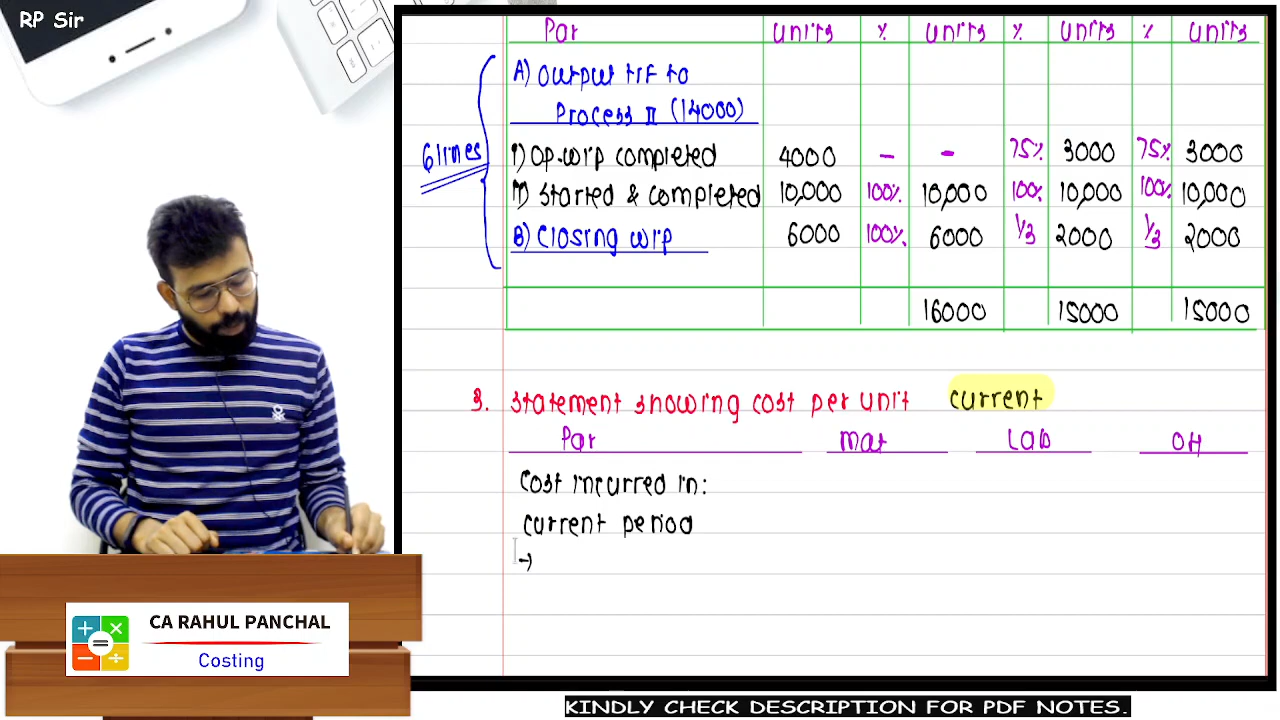 RP Sir
Par units % units % units % units
A) Output trf to
Process II (14000)
6 lines
i) Op. wip completed 4000 – – 75% 3000 75% 3000
ii) Started & completed 10,000 100% 10,000 100% 10,000 100% 10,000
B) Closing wip 6000 100% 6000 1/3 2000 1/3 2000
16000 15000 15000
3. Statement showing cost per unit current
Par Mat Lab OH
Cost incurred in:
current period
→
CA RAHUL PANCHAL
Costing
KINDLY CHECK DESCRIPTION FOR PDF NOTES.